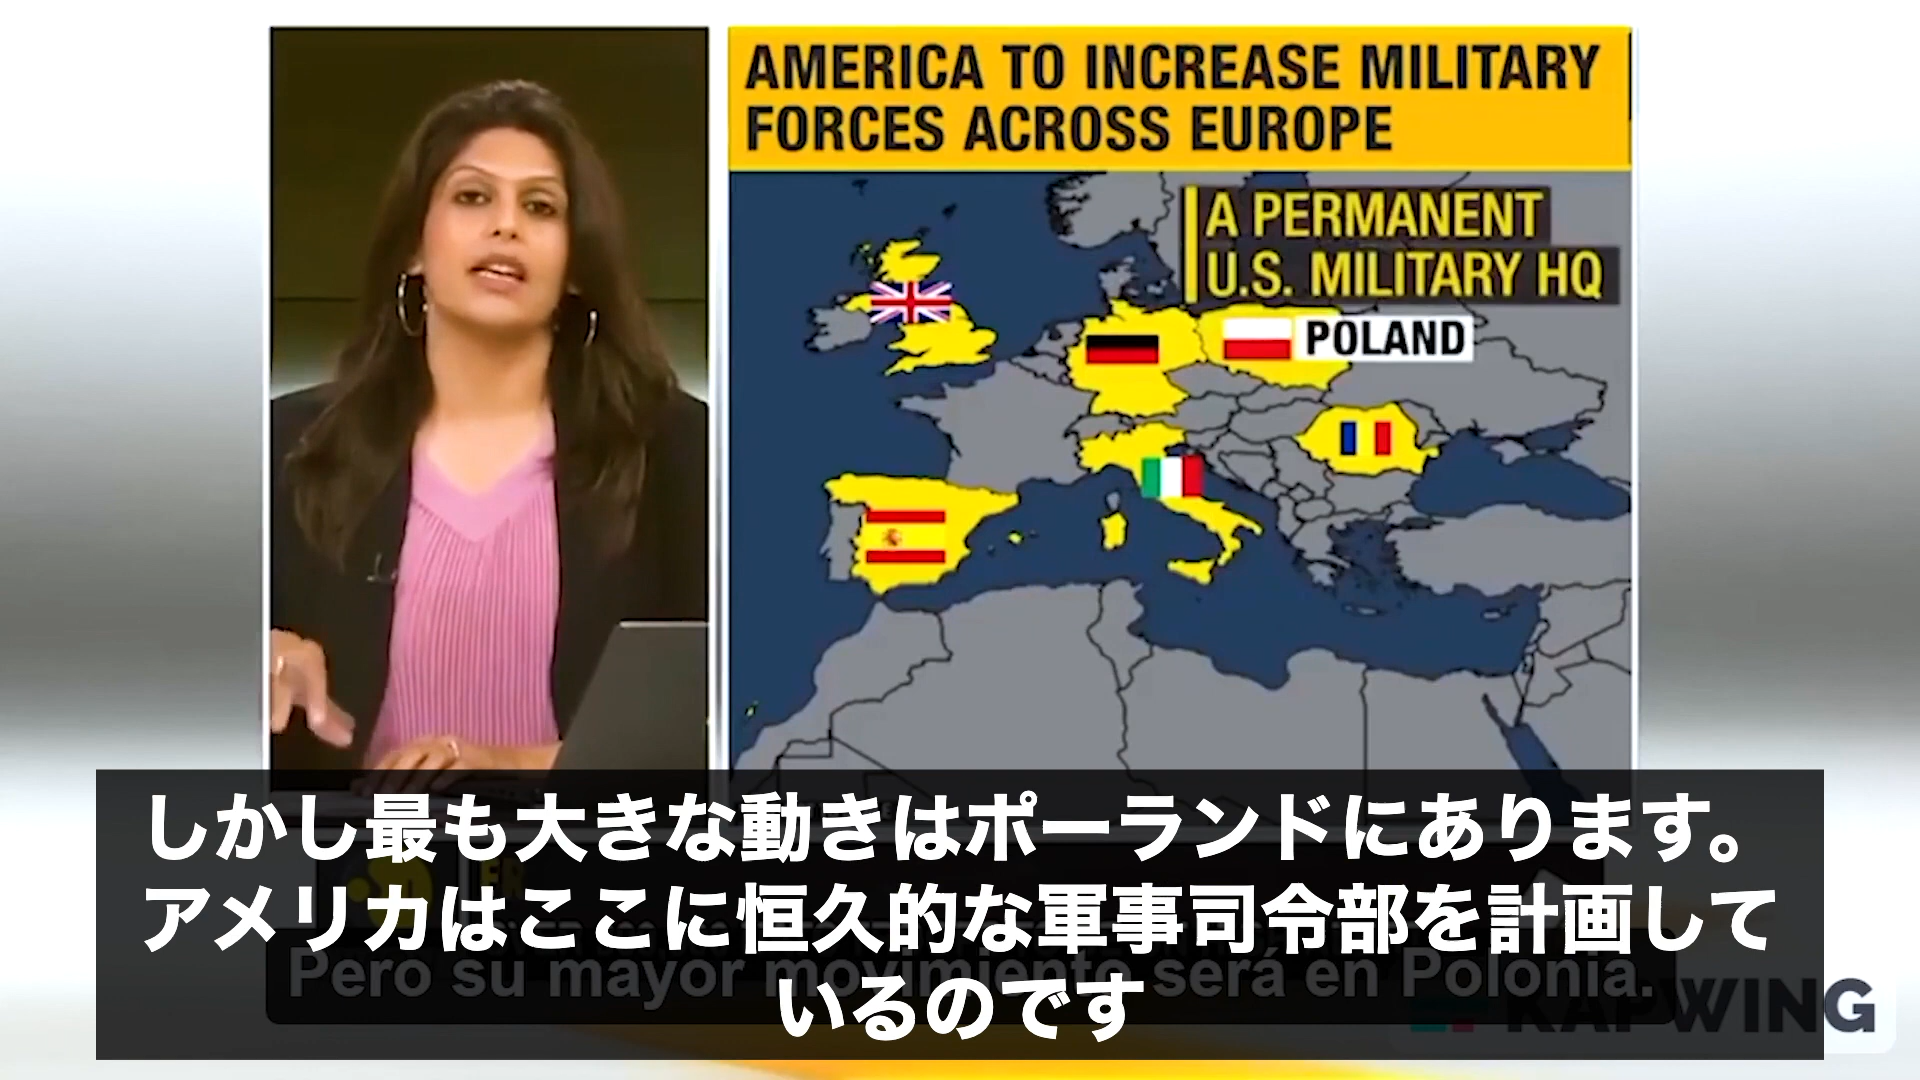 AMERICA TO INCREASE MILITARY
FORCES ACROSS EUROPE
A PERMANENT
U.S. MILITARY HQ
POLAND
しかし最も大きな動きはポーランドにあります。
アメリカはここに恒久的な軍事司令部を計画して
いるのです
Pero su mayor movimiento será en Polonia.
KAPWING